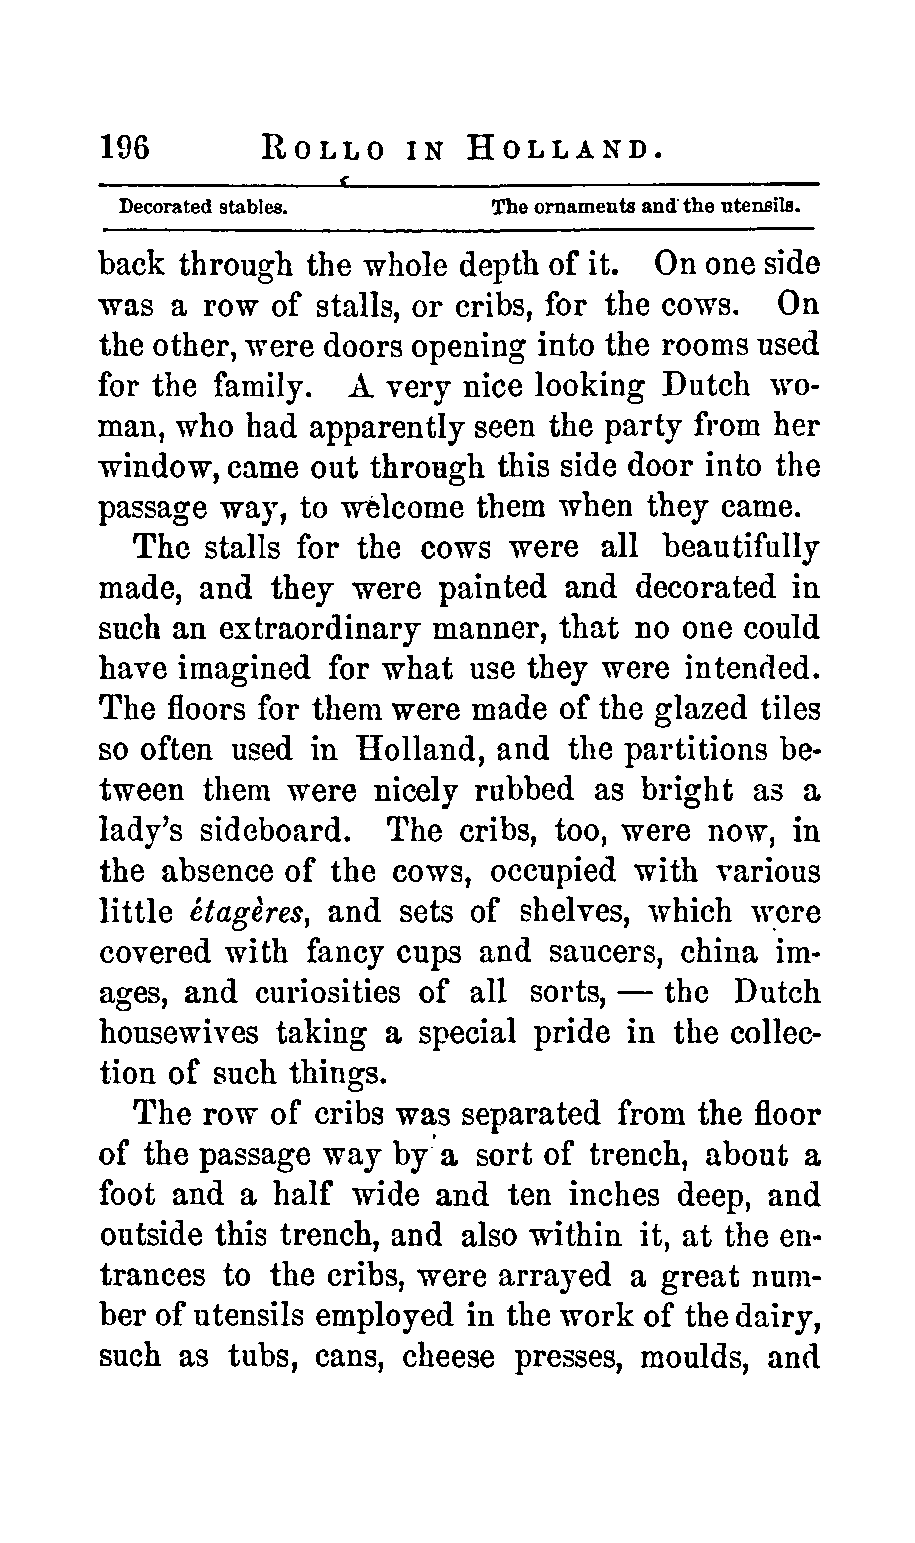 196 ROLLO IN HOLLAND.
Decorated stables. The ornaments and the utensils.
back through the whole depth of it. On one side
was a row of stalls, or cribs, for the cows. On
the other, were doors opening into the rooms used
for the family. A very nice looking Dutch wo-
man, who had apparently seen the party from her
window, came out through this side door into the
passage way, to welcome them when they came.
The stalls for the cows were all beautifully
made, and they were painted and decorated in
such an extraordinary manner, that no one could
have imagined for what use they were intended.
The floors for them were made of the glazed tiles
so often used in Holland, and the partitions be-
tween them were nicely rubbed as bright as a
lady's sideboard. The cribs, too, were now, in
the absence of the cows, occupied with various
little étagères, and sets of shelves, which were
covered with fancy cups and saucers, china im-
ages, and curiosities of all sorts, — the Dutch
housewives taking a special pride in the collec-
tion of such things.
The row of cribs was separated from the floor
of the passage way by a sort of trench, about a
foot and a half wide and ten inches deep, and
outside this trench, and also within it, at the en-
trances to the cribs, were arrayed a great num-
ber of utensils employed in the work of the dairy,
such as tubs, cans, cheese presses, moulds, and